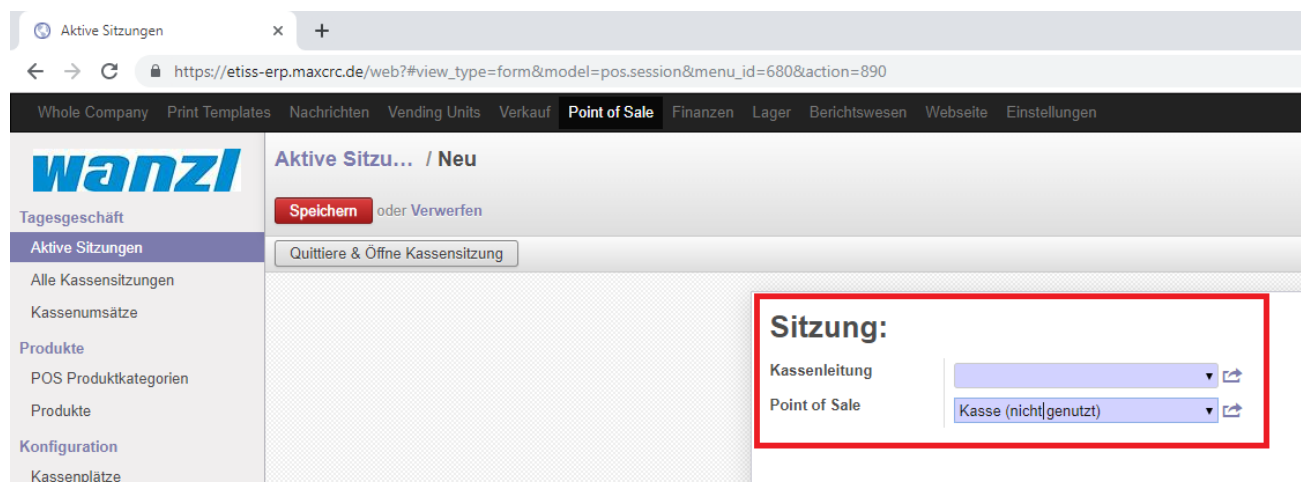 Aktive Sitzungen
https://etiss-erp.maxcrc.de/web?#view_type=form&model=pos.session&menu_id=680&action=890
Whole Company Print Templates Nachrichten Vending Units Verkauf Point of Sale Finanzen Lager Berichtswesen Webseite Einstellungen
wanzl
Aktive Sitzu... / Neu
Speichern oder Verwerfen
Quittiere & Öffne Kassensitzung
Tagesgeschäft
Aktive Sitzungen
Alle Kassensitzungen
Kassenumsätze
Produkte
POS Produktkategorien
Produkte
Konfiguration
Kassenplätze
Sitzung:
Kassenleitung
Point of Sale Kasse (nicht genutzt)